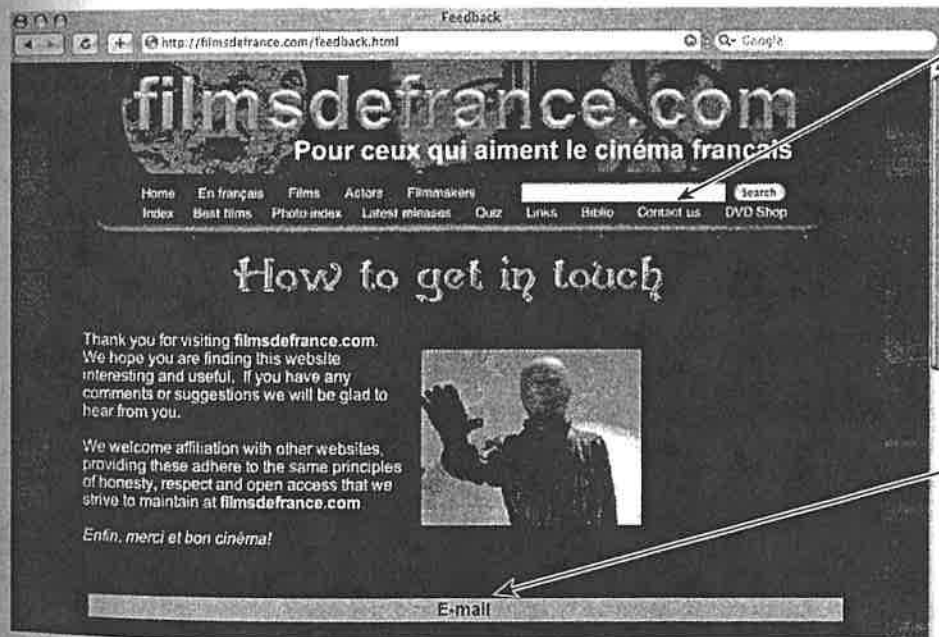 Feedback
http://filmsdefrance.com/feedback.html
Google
filmsdefrance.com
Pour ceux qui aiment le cinéma français
Home En français Films Actors Filmmakers Search
Index Best films Photo index Latest releases Quiz Links Biblio Contact us DVD Shop
How to get in touch
Thank you for visiting filmsdefrance.com.
We hope you are finding this website
interesting and useful. If you have any
comments or suggestions we will be glad to
hear from you.
We welcome affiliation with other websites,
providing these adhere to the same principles
of honesty, respect and open access that we
strive to maintain at filmsdefrance.com
Enfin, merci et bon cinéma!
E-mail